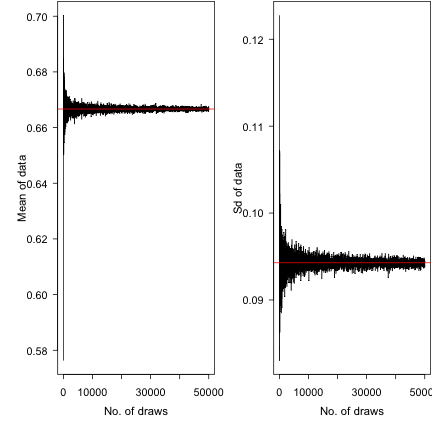 Mean of data
0.70
0.68
0.66
0.64
0.62
0.60
0.58
0 10000 30000 50000
No. of draws
Sd of data
0.12
0.11
0.10
0.09
0 10000 30000 5000
No. of draws